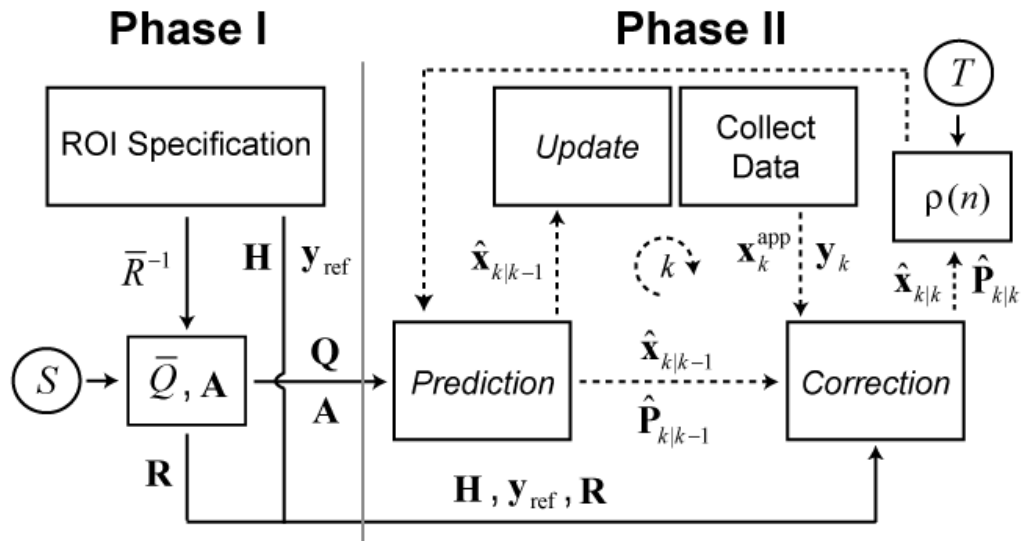 Phase I
Phase II
T
ROI Specification
Update
Collect Data
ρ(n)
R̅⁻¹
H
y_ref
x̂_{k|k-1}
k
x_k^app
y_k
x̂_{k|k}
P̂_{k|k}
S
Q̅, A
Q
A
Prediction
x̂_{k|k-1}
P̂_{k|k-1}
Correction
R
H, y_ref, R